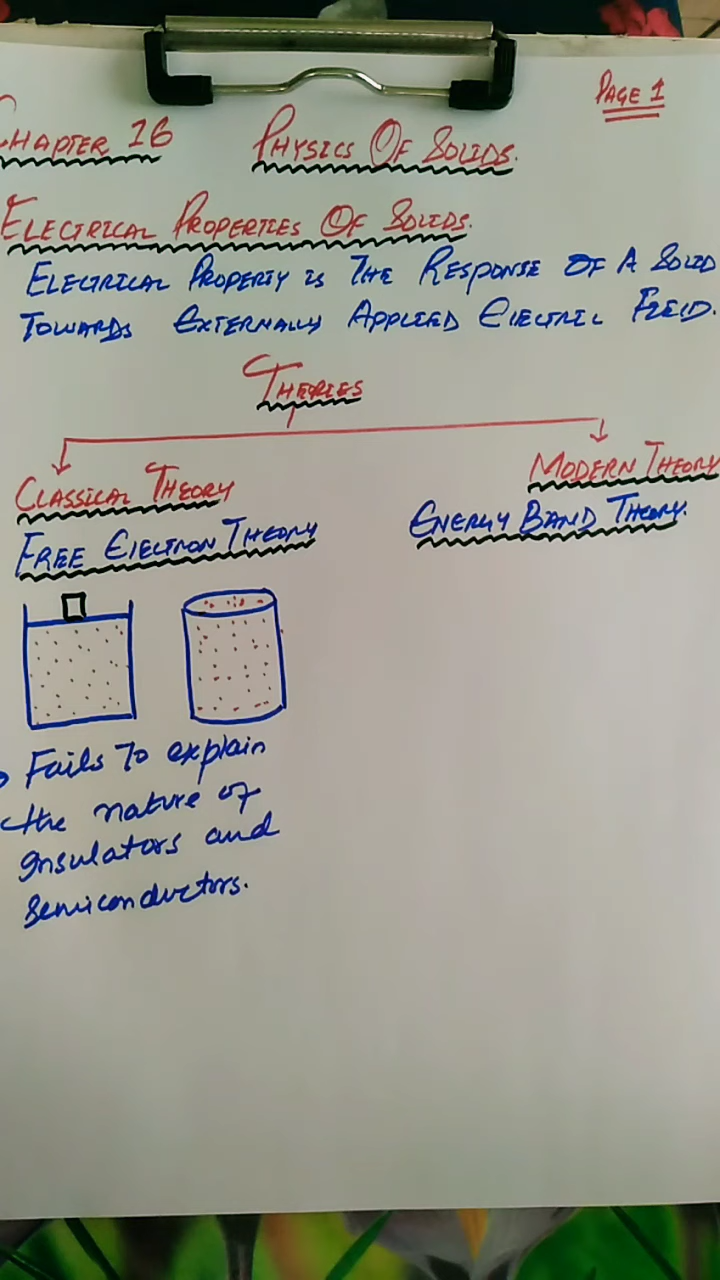 PAGE 1
CHAPTER 16 PHYSICS OF SOLIDS.
ELECTRICAL PROPERTIES OF SOLIDS.
ELECTRICAL PROPERTY IS THE RESPONSE OF A SOLID
TOWARDS EXTERNALLY APPLIED ELECTRIC FIELD.
THEORIES
CLASSICAL THEORY
MODERN THEORY
FREE ELECTRON THEORY
ENERGY BAND THEORY.
Fails To explain
the nature of
insulators and
semiconductors.